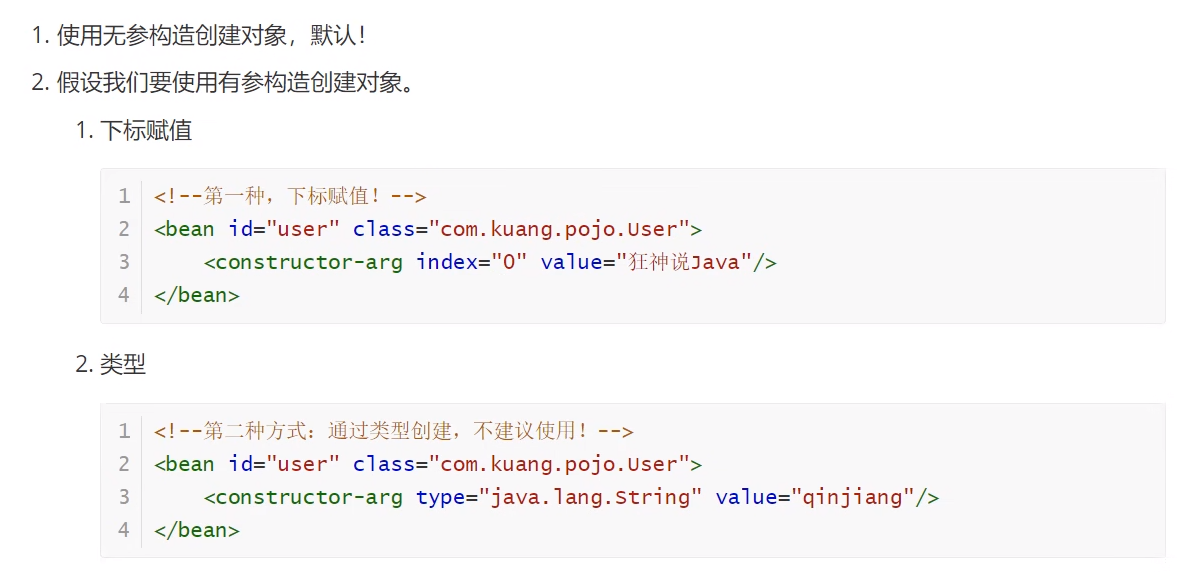 1. 使用无参构造创建对象，默认！
2. 假设我们要使用有参构造创建对象。
1. 下标赋值
1 <!--第一种，下标赋值！-->
2 <bean id="user" class="com.kuang.pojo.User">
3     <constructor-arg index="0" value="狂神说Java"/>
4 </bean>
2. 类型
1 <!--第二种方式：通过类型创建，不建议使用！-->
2 <bean id="user" class="com.kuang.pojo.User">
3     <constructor-arg type="java.lang.String" value="qinjiang"/>
4 </bean>